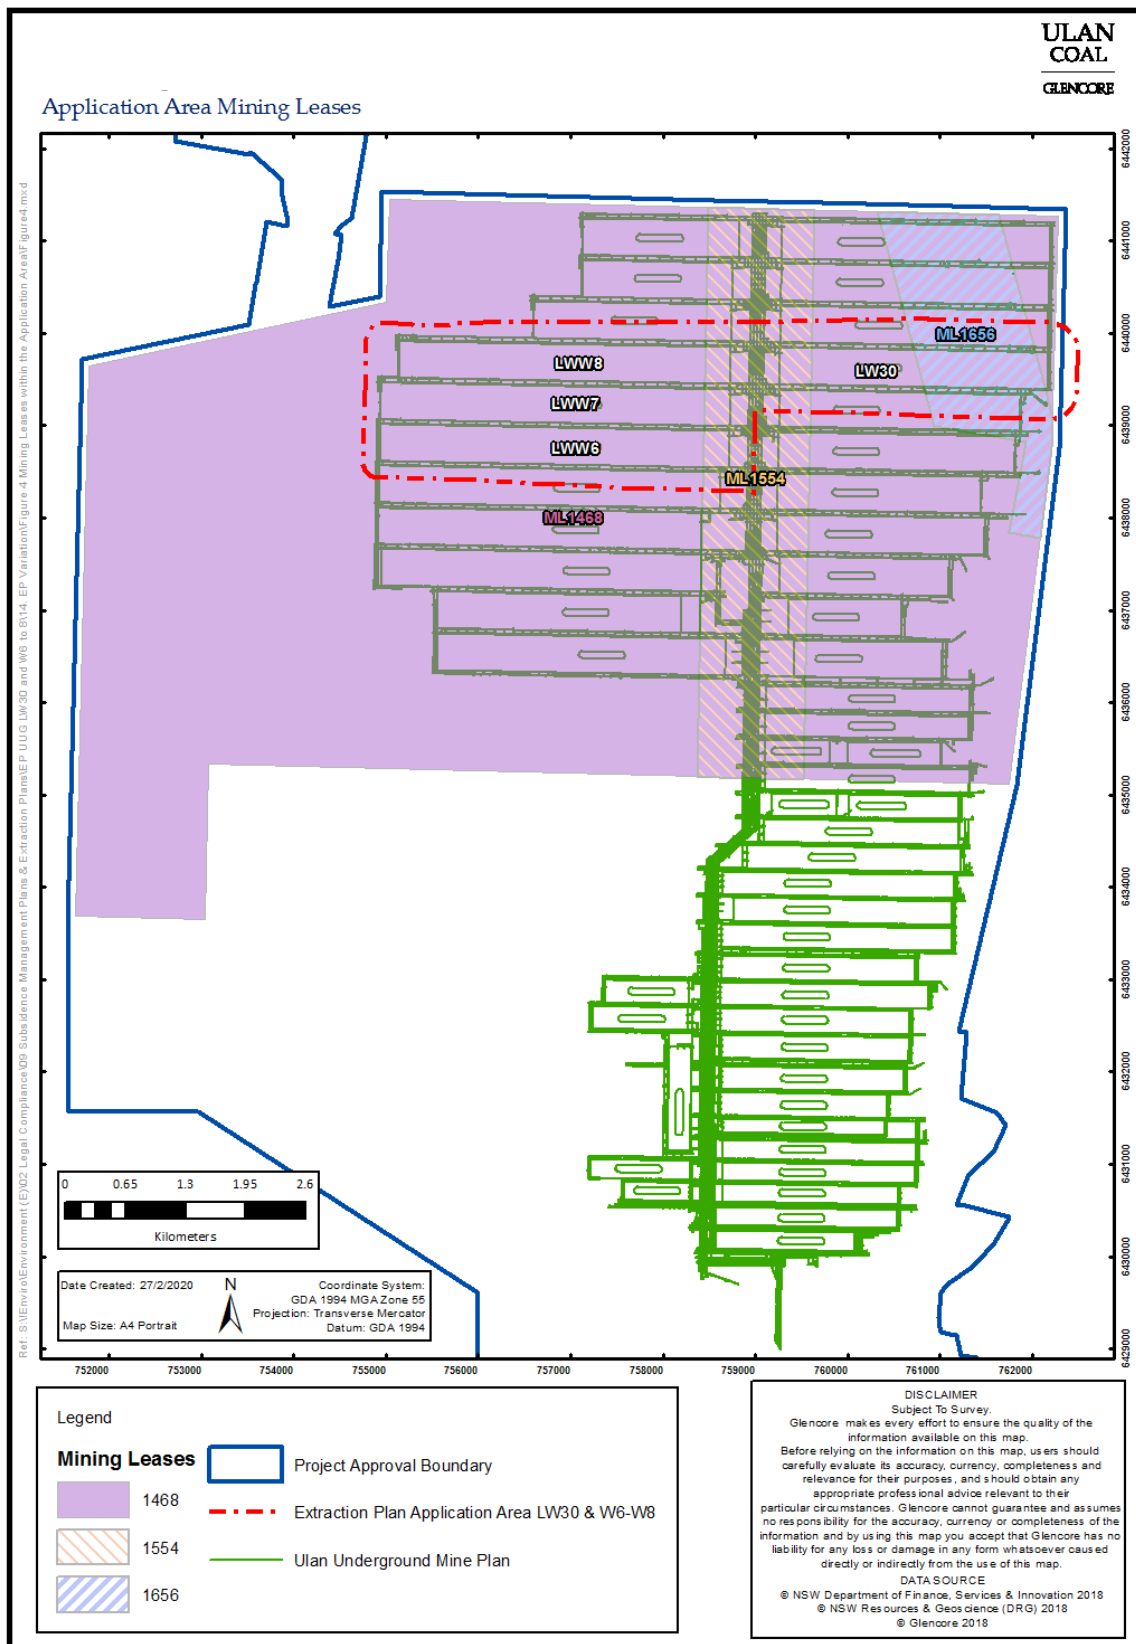 ULAN
COAL
GLENCORE
Application Area Mining Leases
Ref: S:\Enviro\Environment (E)\02 Legal Compliance\09 Subsidence Management Plans & Extraction Plans\EP UUG LW30 and W6 to 8\14. EP Variation\Figure 4 Mining Leases within the Application Area\Figure4.mxd
6442000
6441000
6440000
6439000
6438000
6437000
6436000
6435000
6434000
6433000
6432000
6431000
6430000
6429000
ML1656
LWW8
LW30
LWW7
LWW6
ML1554
ML1468
0 0.65 1.3 1.95 2.6
Kilometers
Date Created: 27/2/2020
Map Size: A4 Portrait
N
Coordinate System:
GDA 1994 MGA Zone 55
Projection: Transverse Mercator
Datum: GDA 1994
752000 753000 754000 755000 756000 757000 758000 759000 760000 761000 762000
Legend
Mining Leases
1468
1554
1656
Project Approval Boundary
Extraction Plan Application Area LW30 & W6-W8
Ulan Underground Mine Plan
DISCLAIMER
Subject To Survey.
Glencore makes every effort to ensure the quality of the
information available on this map.
Before relying on the information on this map, users should
carefully evaluate its accuracy, currency, completeness and
relevance for their purposes, and should obtain any
appropriate professional advice relevant to their
particular circumstances. Glencore cannot guarantee and assumes
no responsibility for the accuracy, currency or completeness of the
information and by using this map you accept that Glencore has no
liability for any loss or damage in any form whatsoever caused
directly or indirectly from the use of this map.
DATA SOURCE
© NSW Department of Finance, Services & Innovation 2018
© NSW Resources & Geoscience (DRG) 2018
© Glencore 2018